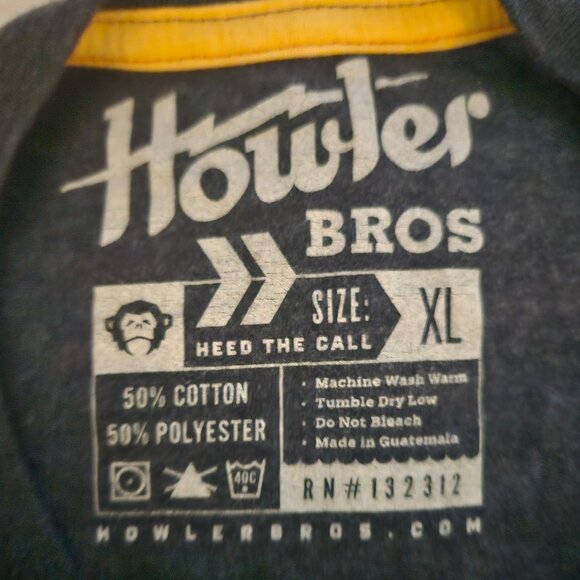 Howler
BROS
SIZE: XL
HEED THE CALL
50% COTTON
50% POLYESTER
40C
· Machine Wash Warm
· Tumble Dry Low
· Do Not Bleach
· Made in Guatemala
RN#132312
HOWLERBROS.COM